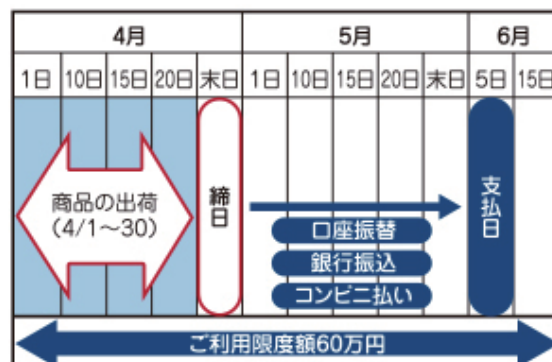 4月 5月 6月
1日 10日 15日 20日 末日 1日 10日 15日 20日 末日 5日 15日
商品の出荷
(4/1～30)
締日
口座振替
銀行振込
コンビニ払い
支払日
ご利用限度額60万円